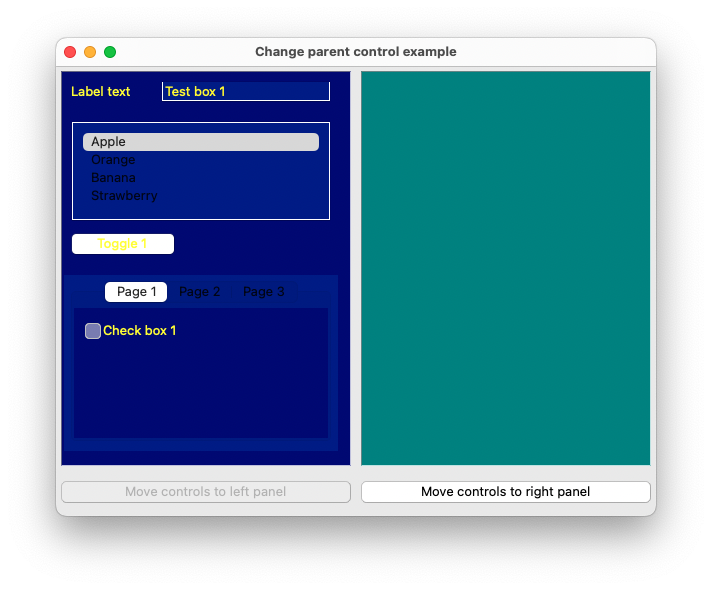 Change parent control example
Label text
Test box 1
Apple
Orange
Banana
Strawberry
Toggle 1
Page 1 Page 2 Page 3
Check box 1
Move controls to left panel
Move controls to right panel